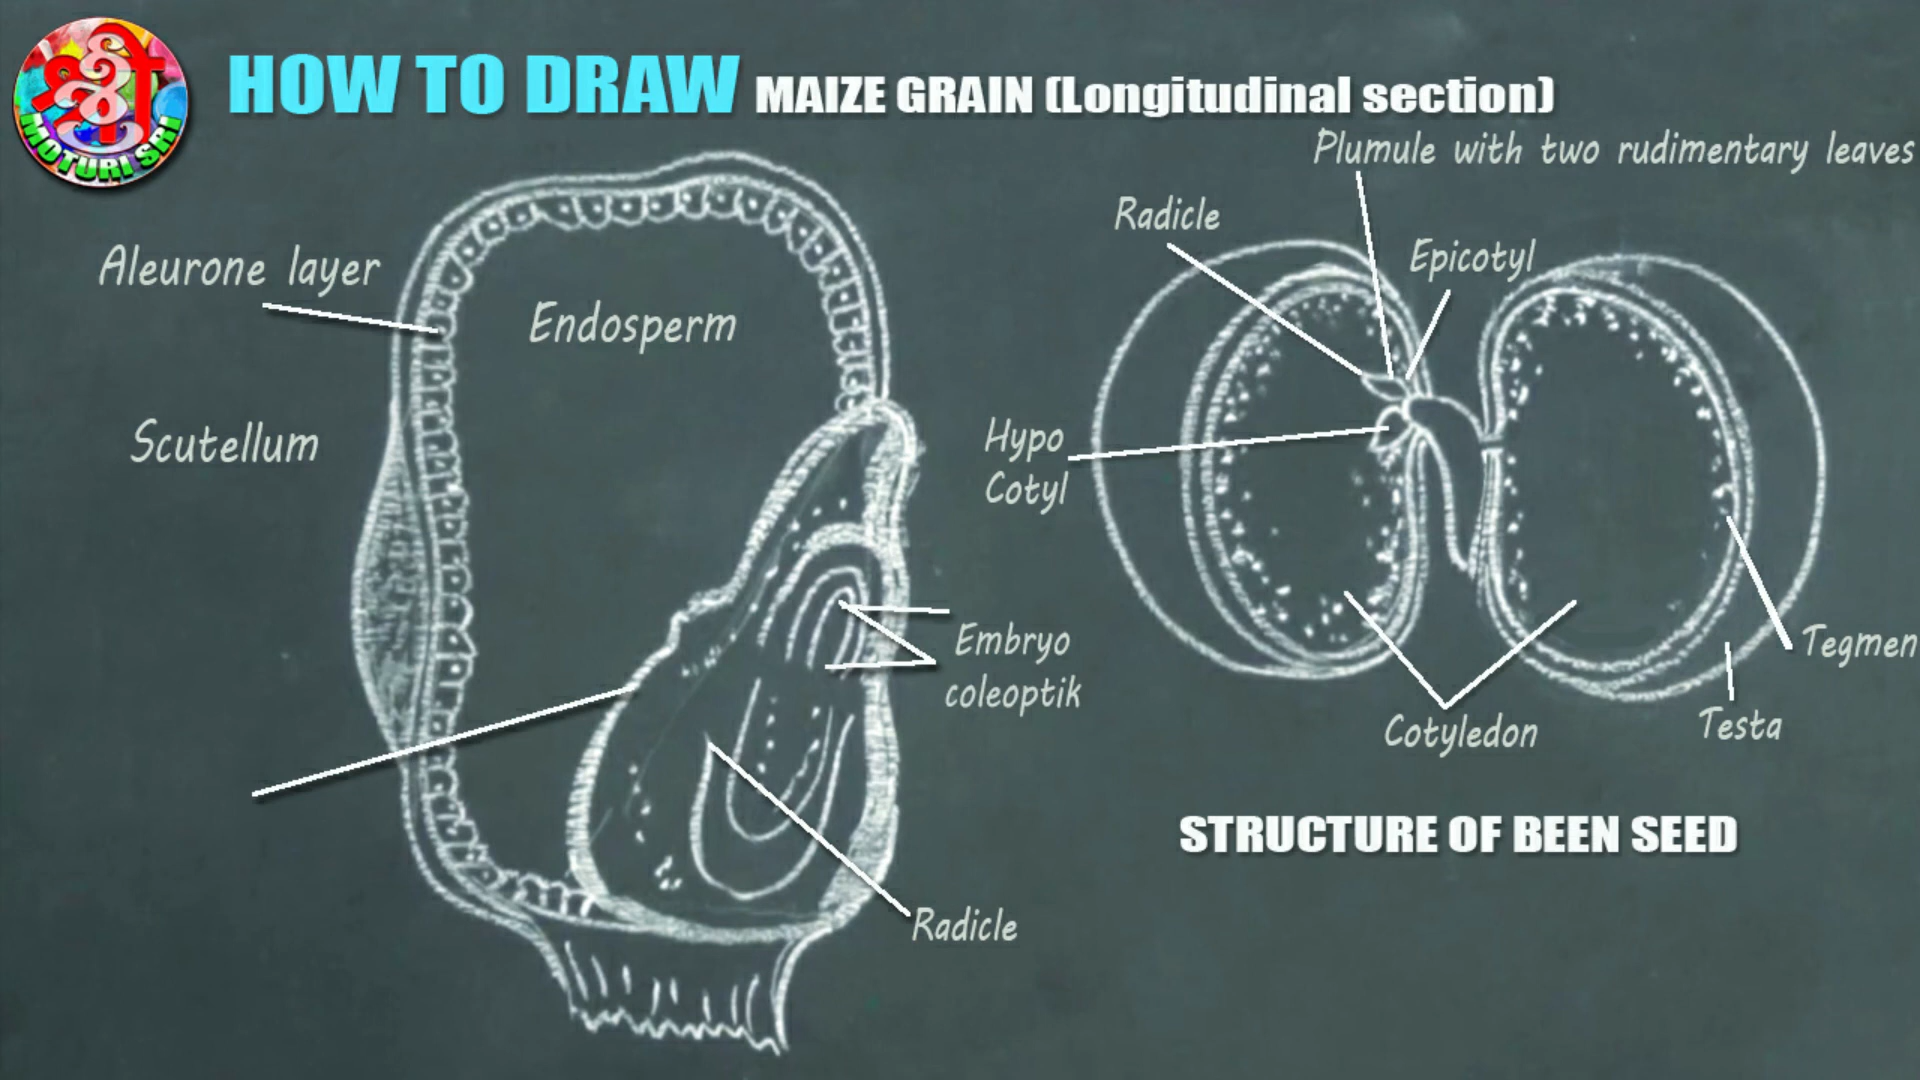 श्री
MOTURI SRI
HOW TO DRAW MAIZE GRAIN (Longitudinal section)
Plumule with two rudimentary leaves
Radicle
Epicotyl
Aleurone layer
Endosperm
Scutellum
Hypo
Cotyl
Embryo
coleoptik
Tegmen
Cotyledon
Testa
STRUCTURE OF BEEN SEED
Radicle